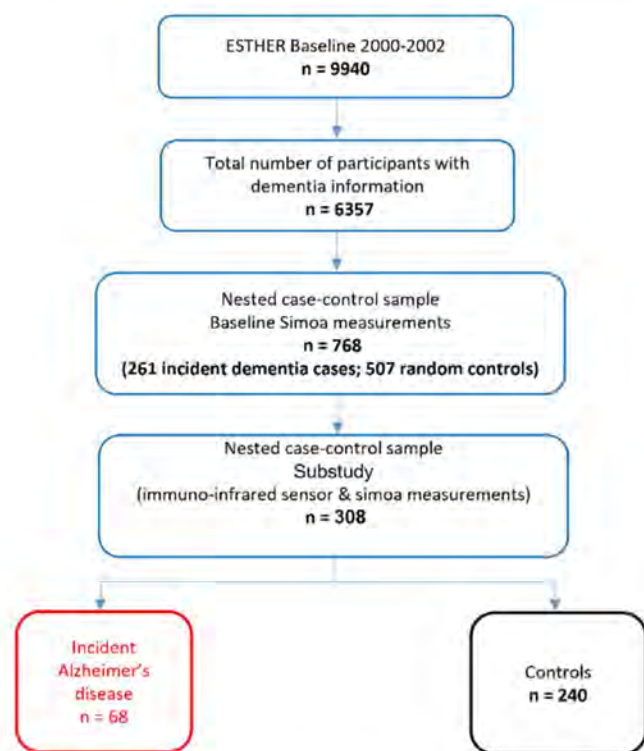 ESTHER Baseline 2000-2002
n = 9940
Total number of participants with
dementia information
n = 6357
Nested case-control sample
Baseline Simoa measurements
n = 768
(261 incident dementia cases; 507 random controls)
Nested case-control sample
Substudy
(immuno-infrared sensor & simoa measurements)
n = 308
Incident
Alzheimer's
disease
n = 68
Controls
n = 240